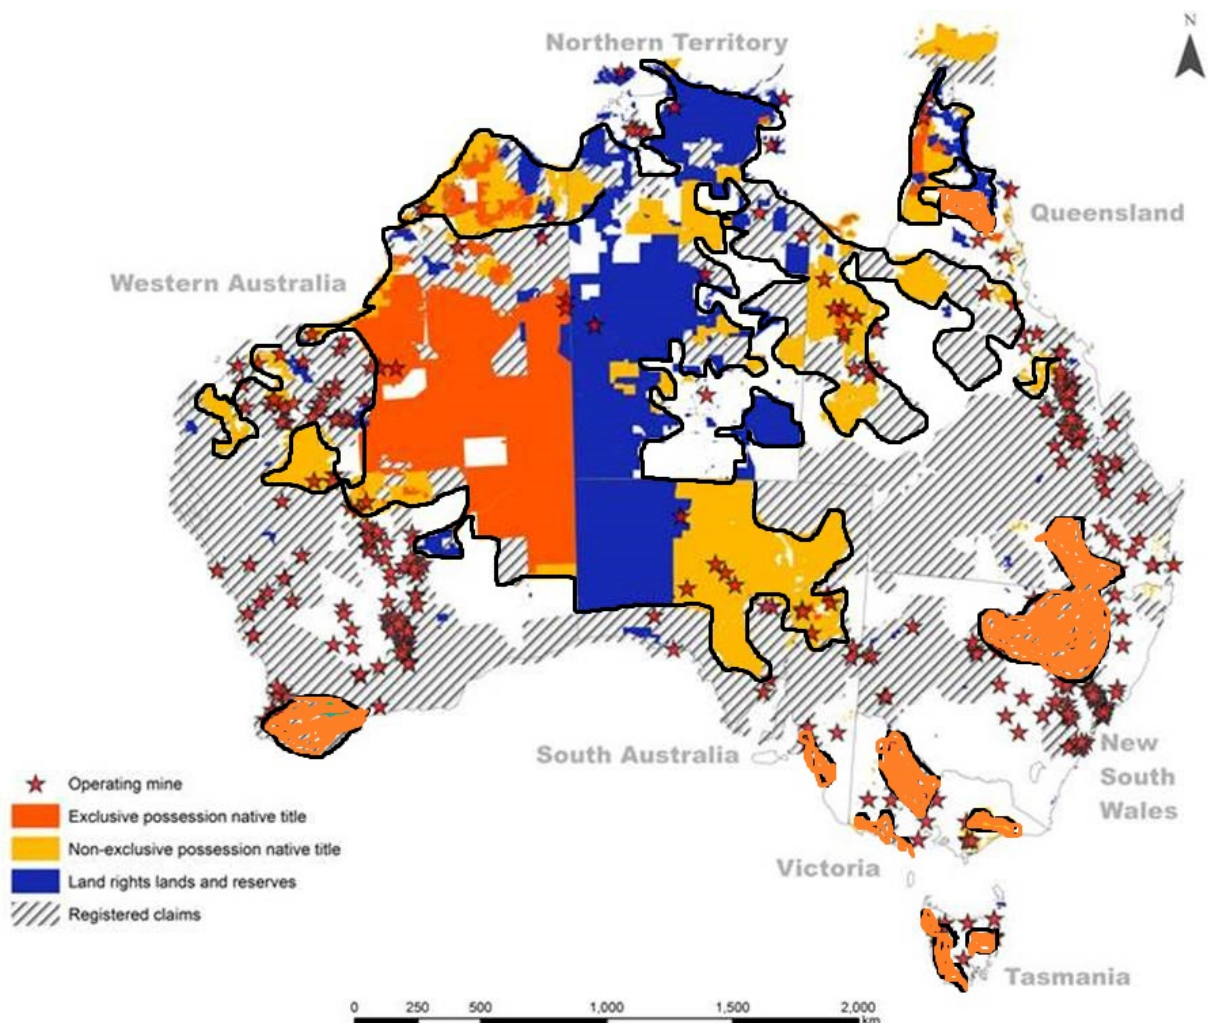 N
Northern Territory
Queensland
Western Australia
South Australia
New
South
Wales
Victoria
Tasmania
Operating mine
Exclusive possession native title
Non-exclusive possession native title
Land rights lands and reserves
Registered claims
0 250 500 1,000 1,500 2,000
km